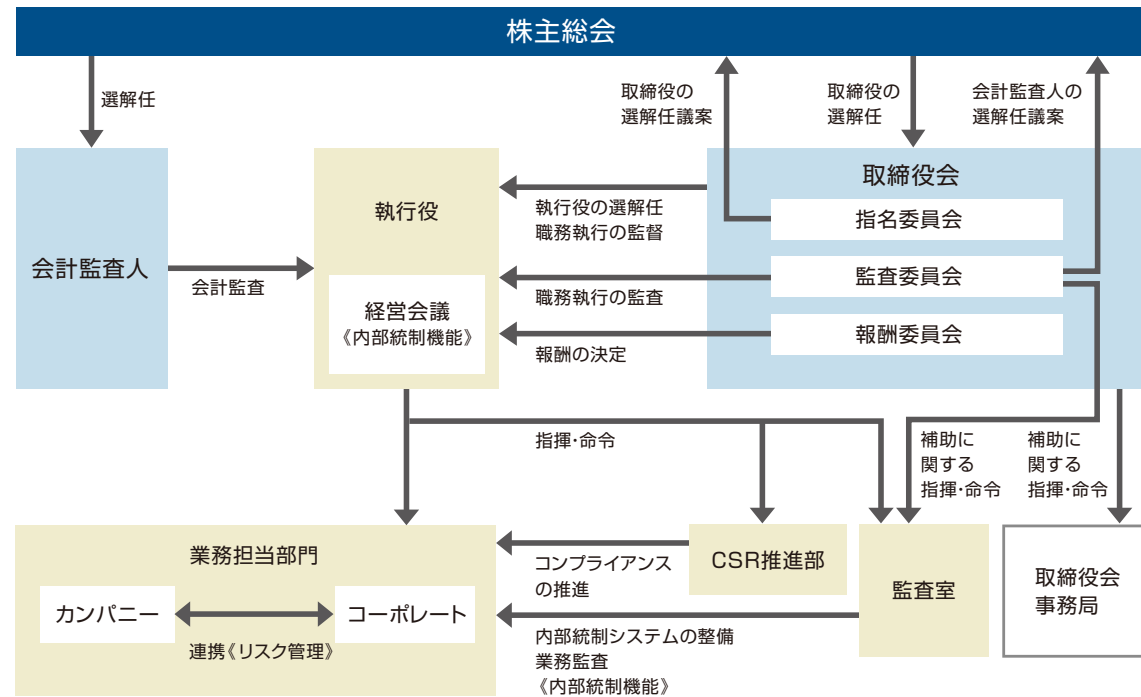 株主総会
選解任
取締役の
選解任議案
取締役の
選解任
会計監査人の
選解任議案
会計監査人
会計監査
執行役
経営会議
《内部統制機能》
執行役の選解任
職務執行の監督
職務執行の監査
報酬の決定
取締役会
指名委員会
監査委員会
報酬委員会
指揮・命令
補助に
関する
指揮・命令
補助に
関する
指揮・命令
業務担当部門
カンパニー
コーポレート
連携《リスク管理》
コンプライアンス
の推進
CSR推進部
内部統制システムの整備
業務監査
《内部統制機能》
監査室
取締役会
事務局